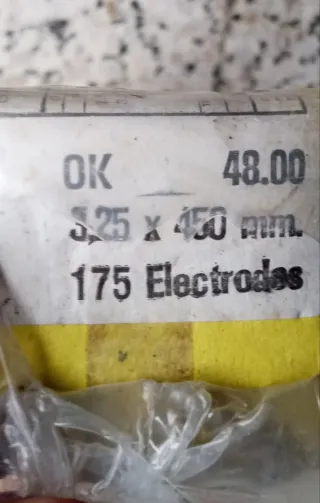 OK 48.00
3,25 x 450 mm.
175 Electrodes